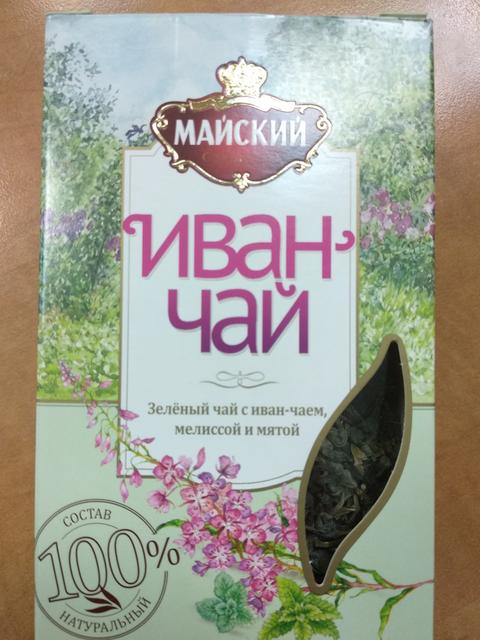 МАЙСКИЙ
ИВАН-
ЧАЙ
Зелёный чай с иван-чаем,
мелиссой и мятой
СОСТАВ
100%
НАТУРАЛЬНЫЙ